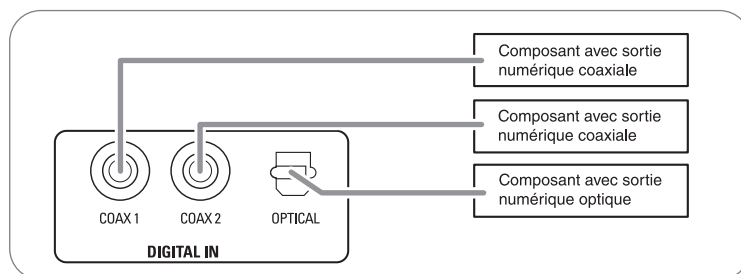 Composant avec sortie
numérique coaxiale
Composant avec sortie
numérique coaxiale
Composant avec sortie
numérique optique
COAX 1
COAX 2
OPTICAL
DIGITAL IN